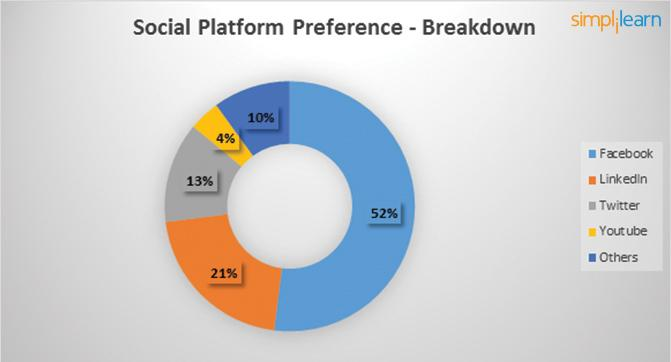 Social Platform Preference - Breakdown
simplilearn
10%
4%
13%
52%
21%
Facebook
LinkedIn
Twitter
Youtube
Others